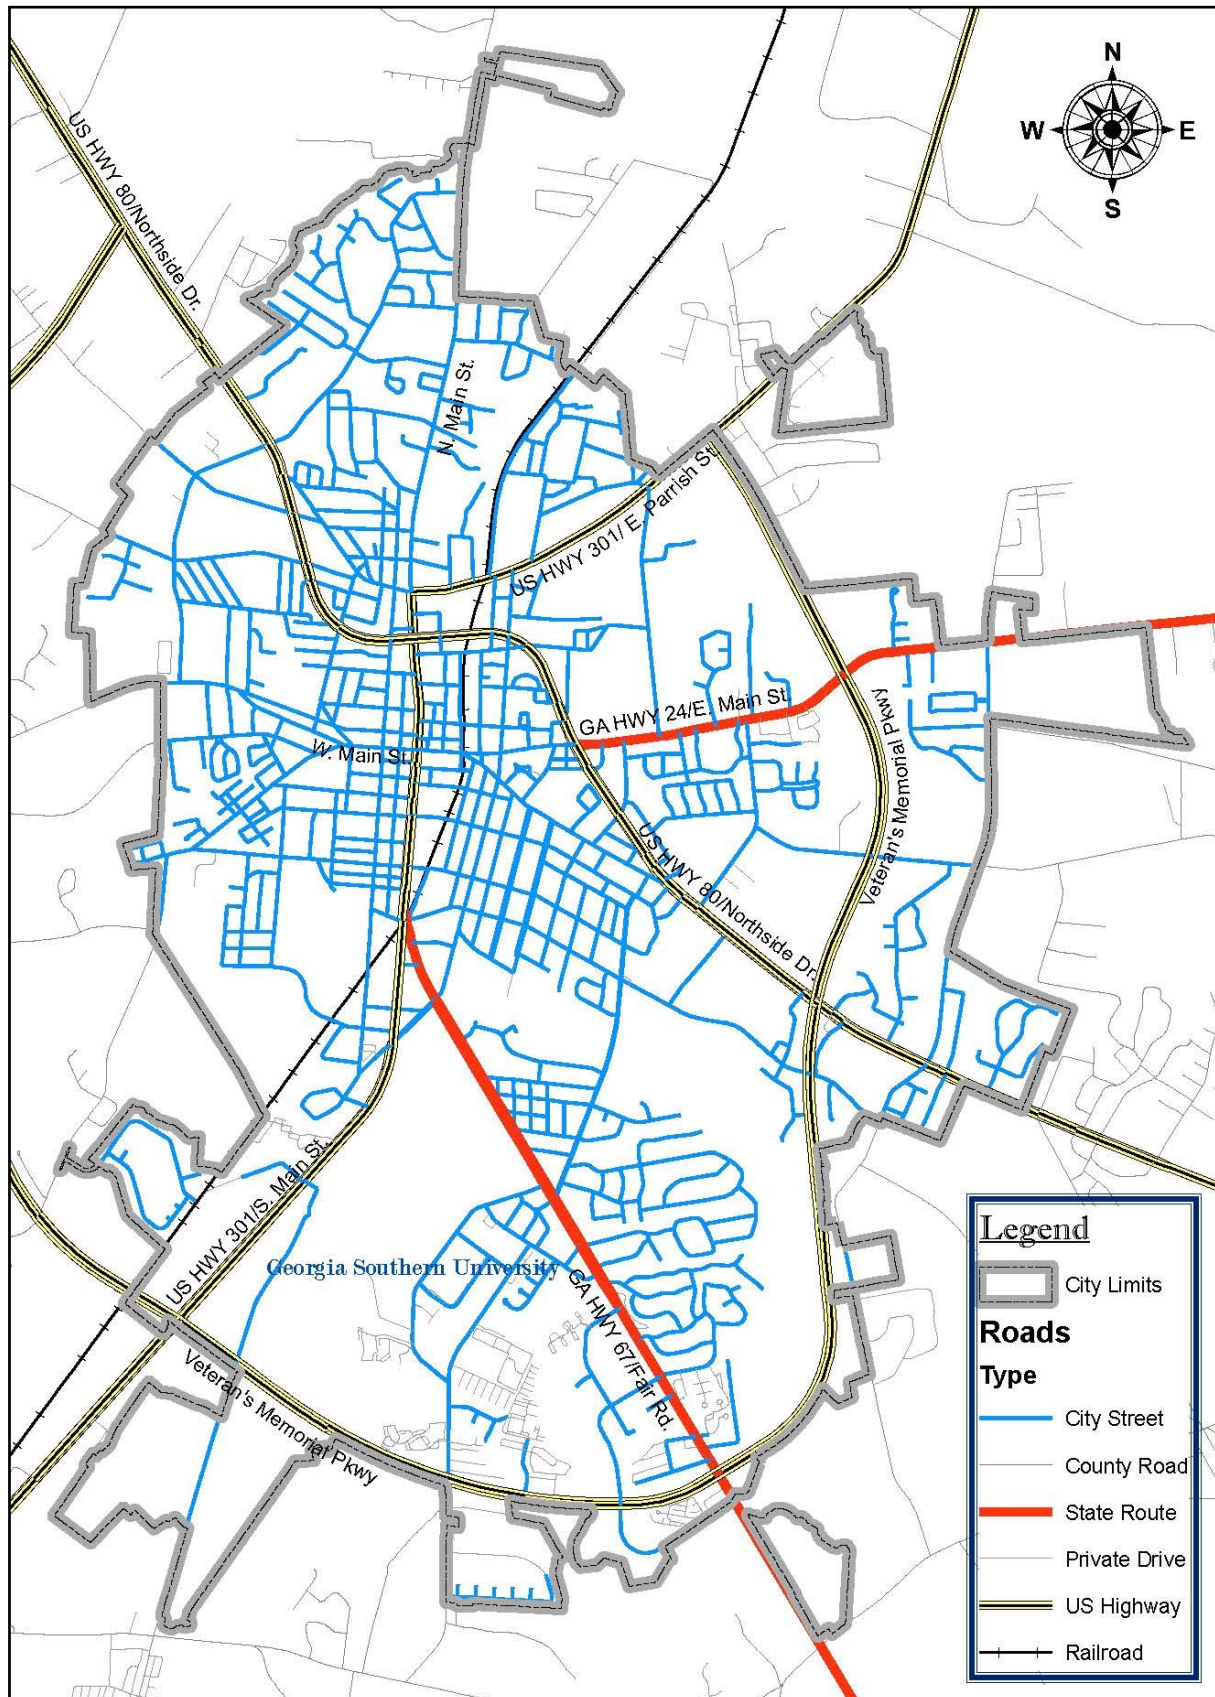 N
W E
S
US HWY 80/Northside Dr.
N. Main St.
US HWY 301/ E. Parrish St.
GA HWY 24/E. Main St.
W. Main St.
Veteran's Memorial Pkwy
US HWY 80/Northside Dr.
US HWY 301/S. Main St.
Georgia Southern University
GA HWY 67/Fair Rd.
Veteran's Memorial Pkwy
Legend
City Limits
Roads
Type
City Street
County Road
State Route
Private Drive
US Highway
Railroad